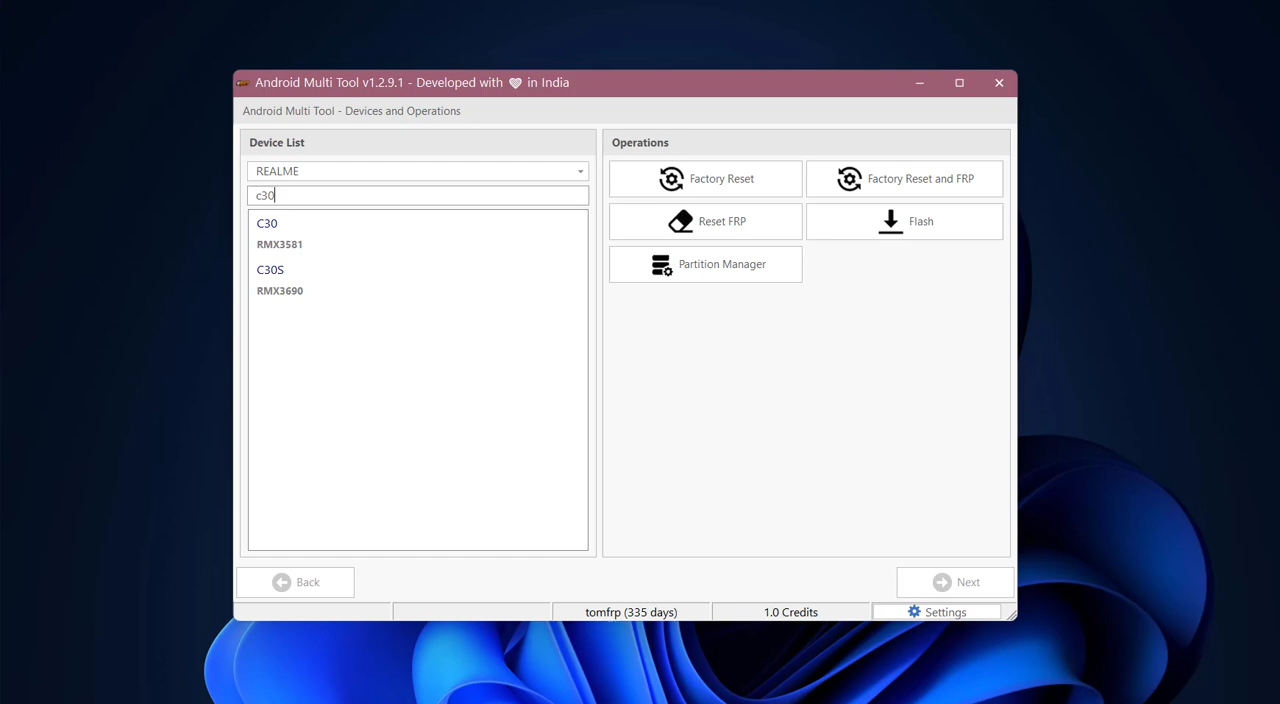 Android Multi Tool v1.2.9.1 - Developed with 💝 in India
Android Multi Tool - Devices and Operations
Device List
REALME
c30
C30
RMX3581
C30S
RMX3690
Operations
Factory Reset
Factory Reset and FRP
Reset FRP
Flash
Partition Manager
Back
Next
tomfrp (335 days)
1.0 Credits
Settings